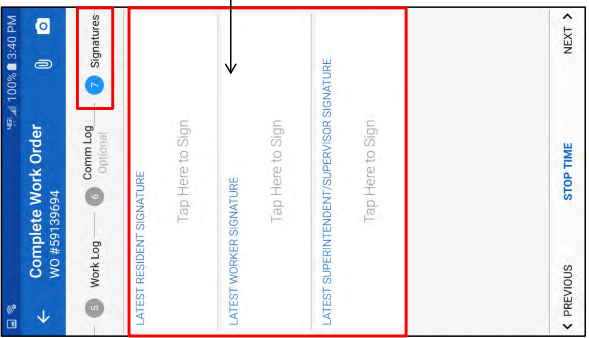 4G 100% 3:40 PM
Complete Work Order
WO #59139694
5 Work Log
6 Comm Log
Optional
7 Signatures
LATEST RESIDENT SIGNATURE
Tap Here to Sign
LATEST WORKER SIGNATURE
Tap Here to Sign
LATEST SUPERINTENDENT/SUPERVISOR SIGNATURE
Tap Here to Sign
PREVIOUS
STOP TIME
NEXT